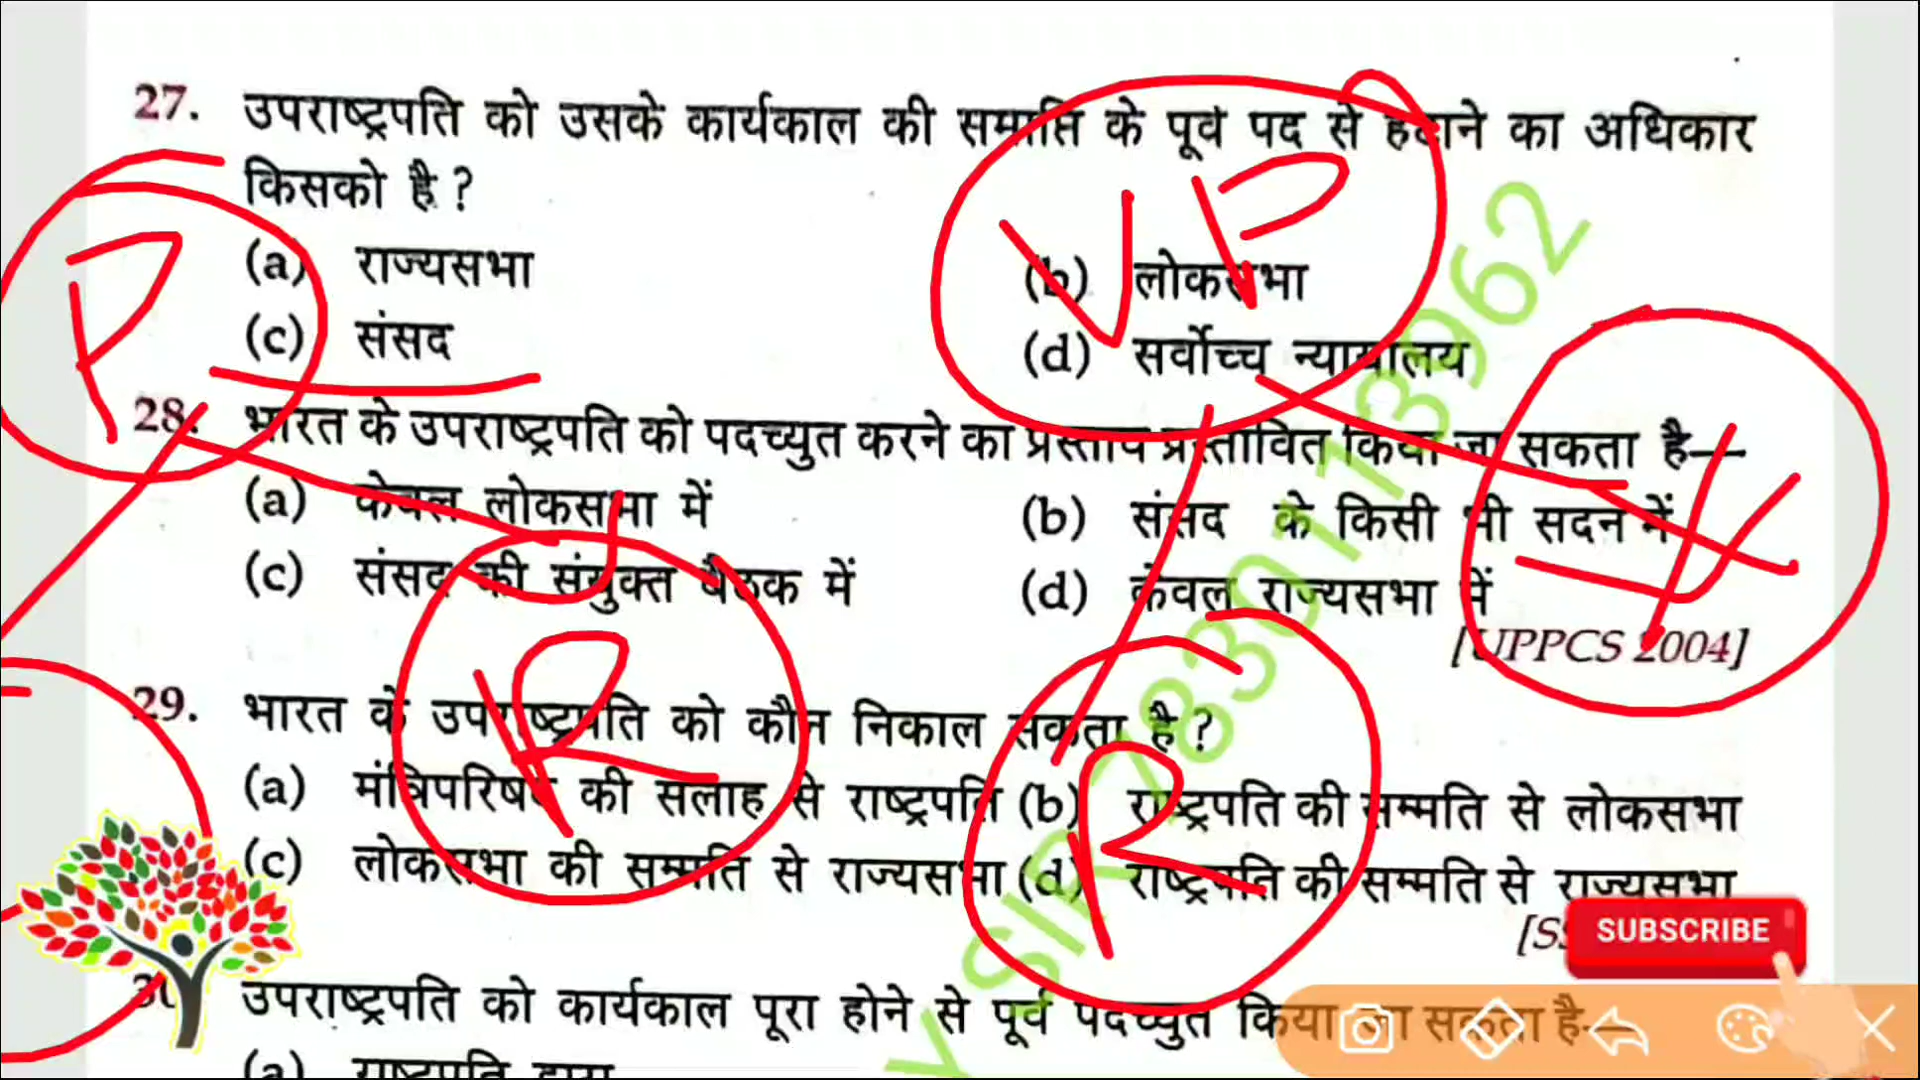 27. उपराष्ट्रपति को उसके कार्यकाल की समाप्ति के पूर्व पद से हटाने का अधिकार
किसको है ?
(a) राज्यसभा (b) लोकसभा
(c) संसद (d) सर्वोच्च न्यायालय
28. भारत के उपराष्ट्रपति को पदच्युत करने का प्रस्ताव प्रस्तावित किया जा सकता है—
(a) केवल लोकसभा में (b) संसद के किसी भी सदन में
(c) संसद की संयुक्त बैठक में (d) केवल राज्यसभा में
[UPPCS 2004]
29. भारत के उपराष्ट्रपति को कौन निकाल सकता है ?
(a) मंत्रिपरिषद की सलाह से राष्ट्रपति (b) राष्ट्रपति की सम्मति से लोकसभा
(c) लोकसभा की सम्मति से राज्यसभा (d) राष्ट्रपति की सम्मति से राज्यसभा
SUBSCRIBE
उपराष्ट्रपति को कार्यकाल पूरा होने से पूर्व पदच्युत किया जा सकता है—
P
VP
R
R
SIR 7830113962